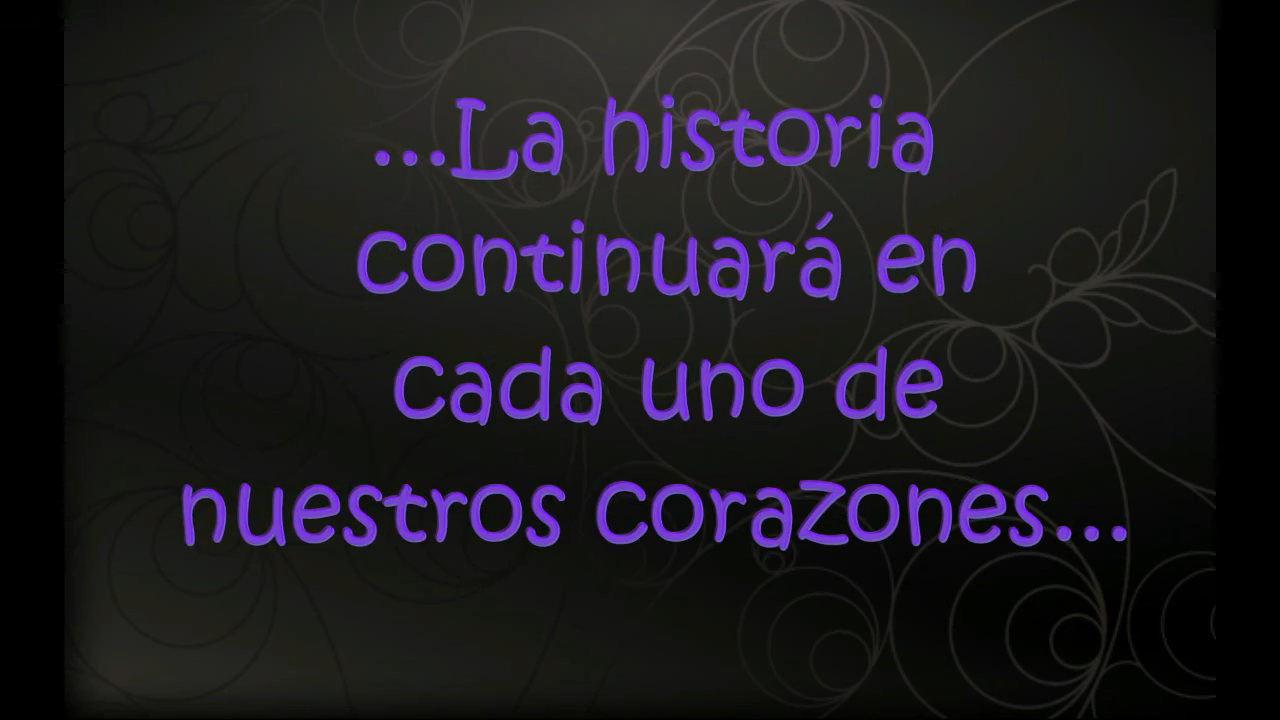 ...La historia
continuará en
cada uno de
nuestros corazones...